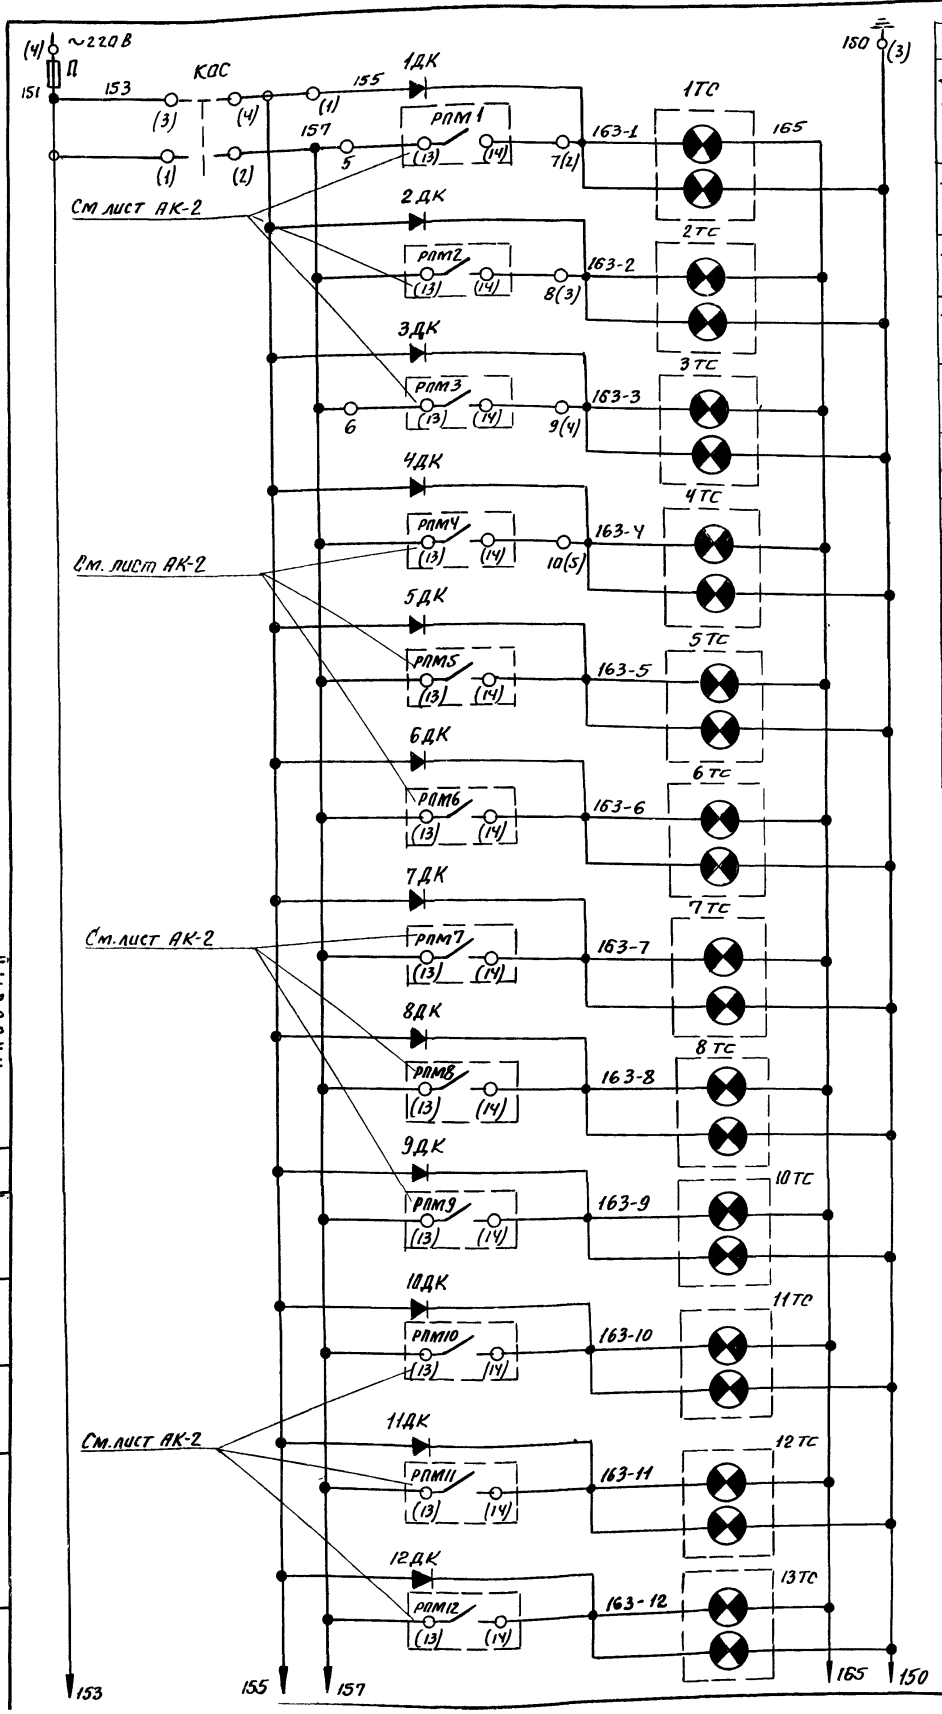 (4) ~220В
П
151
153
КАС
(3)
(4)
155
(1)
1ДК
150
(3)
157
(1)
(2)
5
РПМ1
(13)
(14)
7(2)
163-1
1ТС
165
См лист АК-2
2ДК
РПМ2
(13)
(14)
8(3)
163-2
2ТС
3ДК
РПМ3
6
(13)
(14)
9(4)
163-3
3ТС
4ДК
РПМ4
(13)
(14)
10(5)
163-4
4ТС
См. лист АК-2
5ДК
РПМ5
(13)
(14)
163-5
5ТС
6ДК
РПМ6
(13)
(14)
163-6
6ТС
7ДК
РПМ7
(13)
(14)
163-7
7ТС
См. лист АК-2
8ДК
РПМ8
(13)
(14)
163-8
8ТС
9ДК
РПМ9
(13)
(14)
163-9
10ТС
10ДК
РПМ10
(13)
(14)
163-10
11ТС
См. лист АК-2
11ДК
РПМ11
(13)
(14)
163-11
12ТС
12ДК
РПМ12
(13)
(14)
163-12
13ТС
153
155
157
165
150